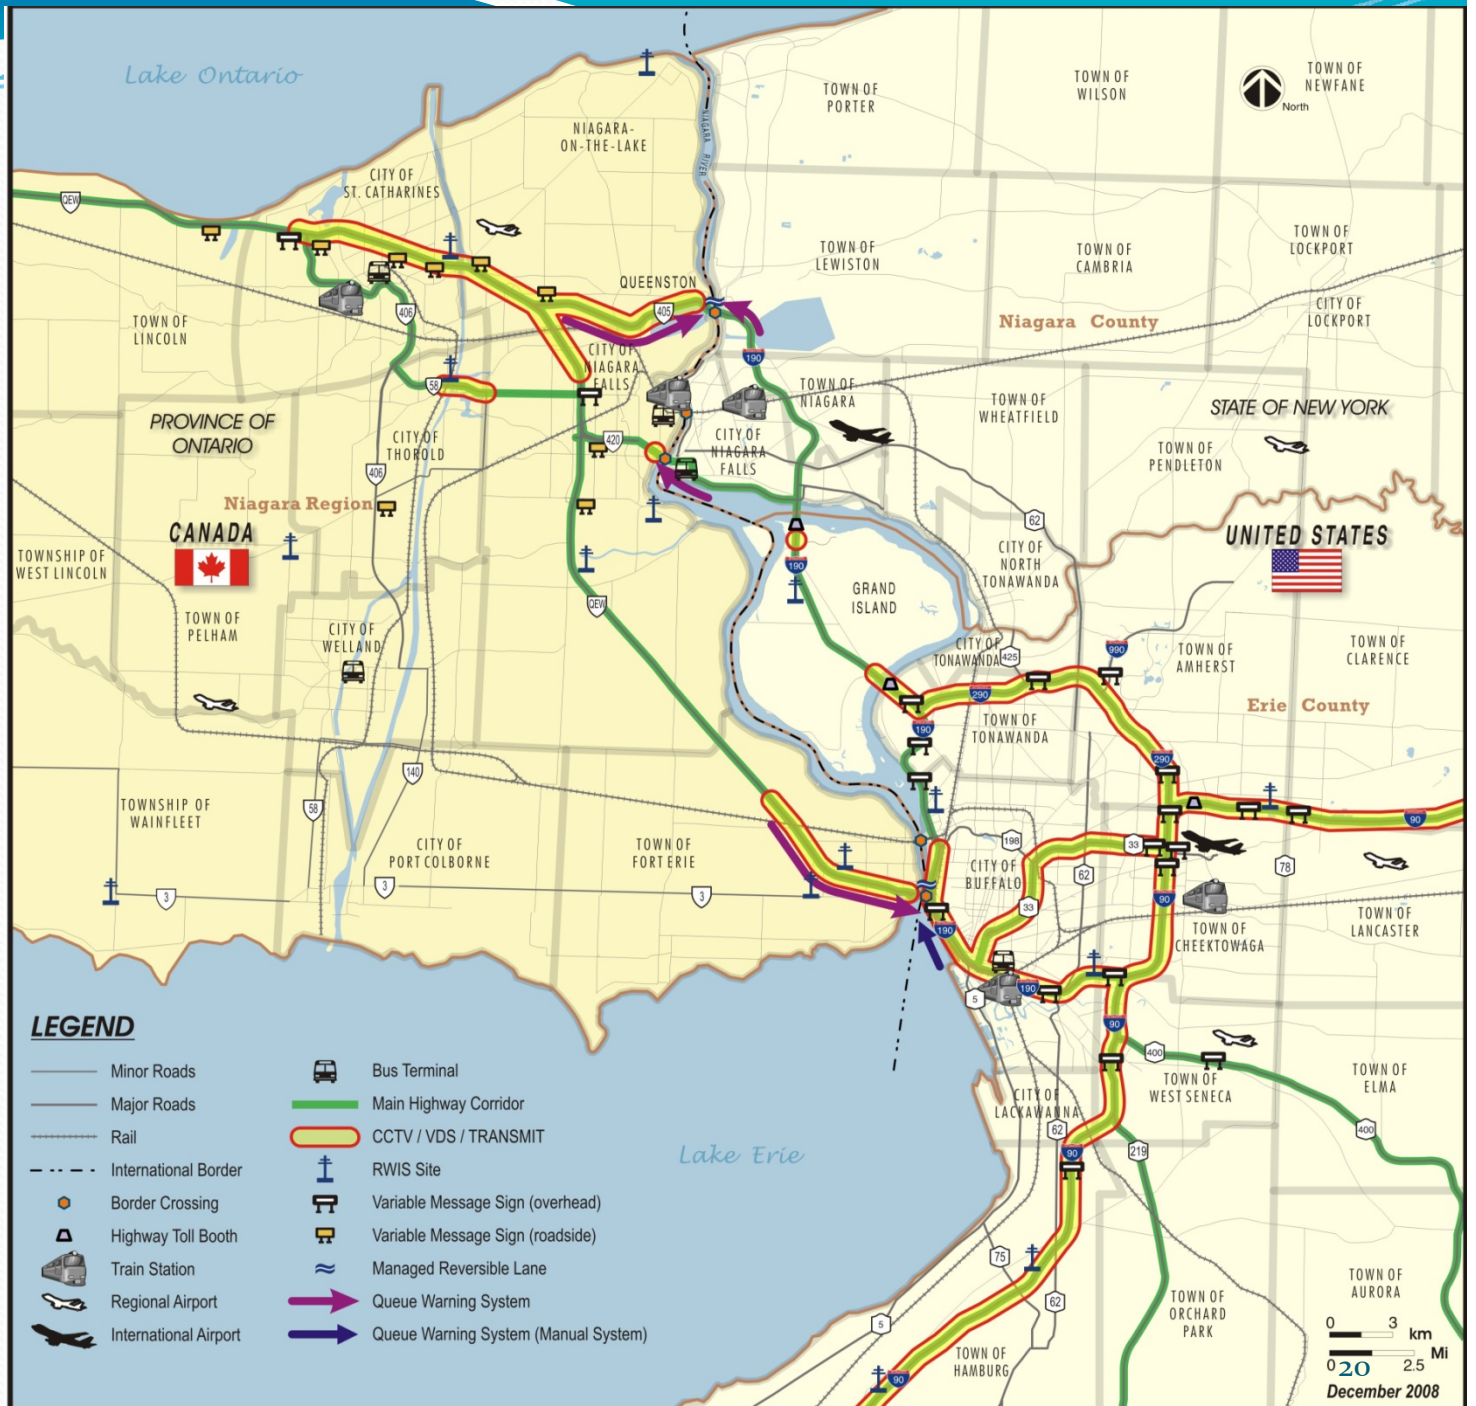 Lake Ontario
NIAGARA-
ON-THE-LAKE
NIAGARA RIVER
TOWN OF
PORTER
TOWN OF
WILSON
North
TOWN OF
NEWFANE
CITY OF
ST. CATHARINES
QEW
QUEENSTON
405
TOWN OF
LEWISTON
TOWN OF
CAMBRIA
TOWN OF
LOCKPORT
CITY OF
LOCKPORT
Niagara County
TOWN OF
LINCOLN
406
58
CITY OF
NIAGARA
FALLS
190
TOWN OF
NIAGARA
TOWN OF
WHEATFIELD
STATE OF NEW YORK
PROVINCE OF
ONTARIO
CITY OF
THOROLD
420
CITY OF
NIAGARA
FALLS
TOWN OF
PENDLETON
406
Niagara Region
CANADA
TOWNSHIP OF
WEST LINCOLN
62
UNITED STATES
CITY OF
NORTH
TONAWANDA
190
GRAND
ISLAND
QEW
TOWN OF
PELHAM
CITY OF
WELLAND
CITY OF
TONAWANDA
425
990
TOWN OF
AMHERST
TOWN OF
CLARENCE
290
Erie County
190
TOWN OF
TONAWANDA
290
140
58
TOWNSHIP OF
WAINFLEET
CITY OF
PORT COLBORNE
TOWN OF
FORT ERIE
198
33
90
CITY OF
BUFFALO
62
78
3
3
3
33
90
190
TOWN OF
CHEEKTOWAGA
TOWN OF
LANCASTER
190
5
90
400
TOWN OF
WEST SENECA
TOWN OF
ELMA
CITY OF
LACKAWANNA
62
400
219
90
Lake Erie
75
62
5
TOWN OF
AURORA
TOWN OF
ORCHARD
PARK
TOWN OF
HAMBURG
90
LEGEND
Minor Roads
Major Roads
Rail
International Border
Border Crossing
Highway Toll Booth
Train Station
Regional Airport
International Airport
Bus Terminal
Main Highway Corridor
CCTV / VDS / TRANSMIT
RWIS Site
Variable Message Sign (overhead)
Variable Message Sign (roadside)
Managed Reversible Lane
Queue Warning System
Queue Warning System (Manual System)
0 3 km
Mi
0 20 2.5
December 2008